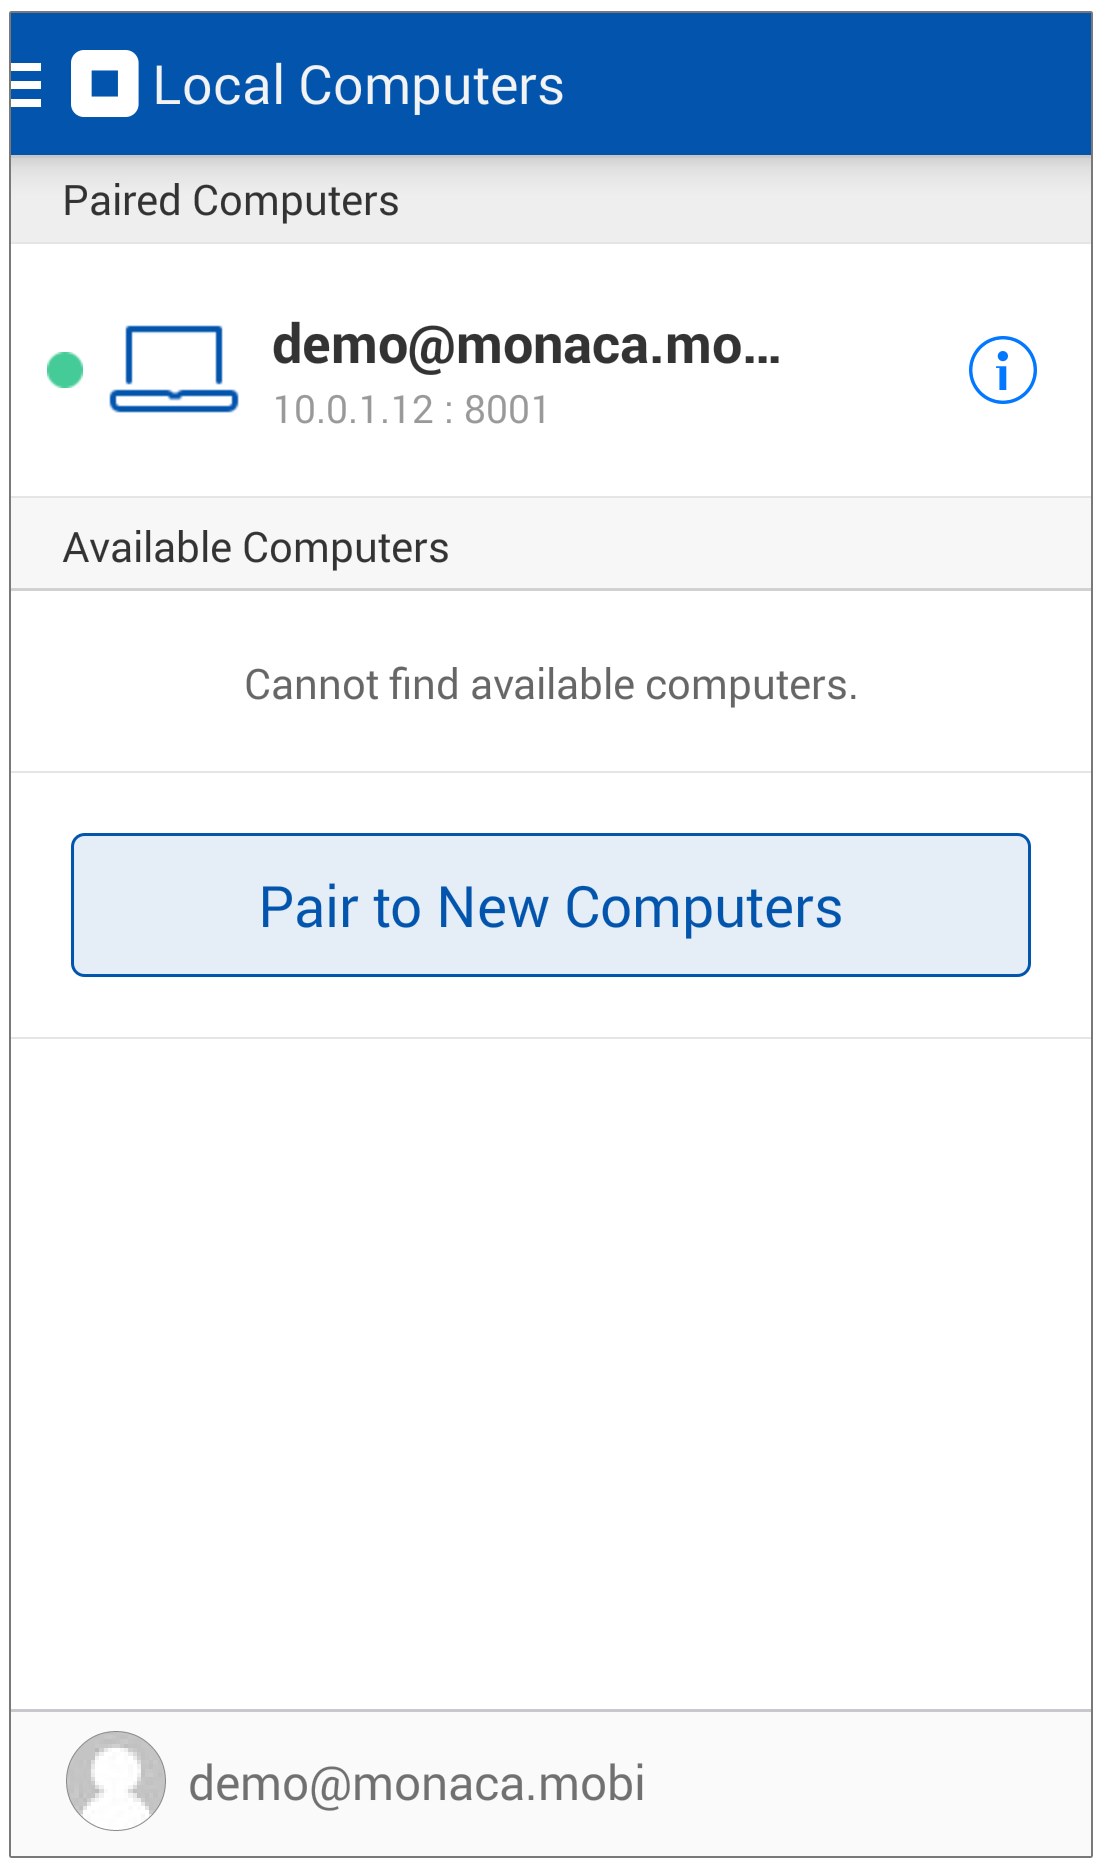 Local Computers
Paired Computers
demo@monaca.mo...
10.0.1.12 : 8001
i
Available Computers
Cannot find available computers.
Pair to New Computers
demo@monaca.mobi